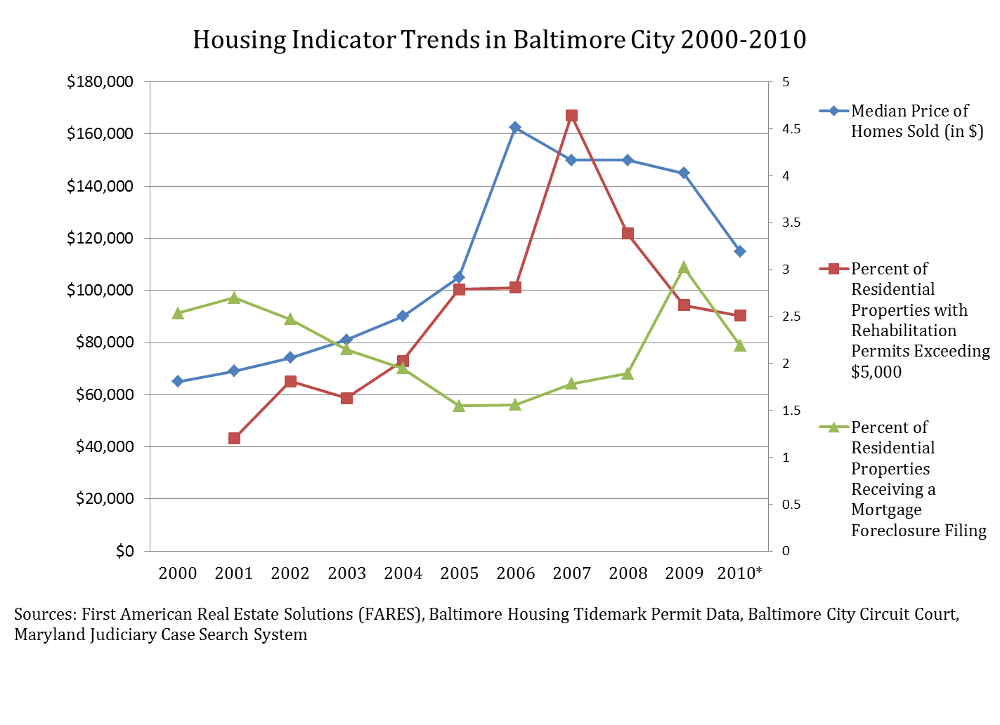 Housing Indicator Trends in Baltimore City 2000-2010
$180,000
$160,000
$140,000
$120,000
$100,000
$80,000
$60,000
$40,000
$20,000
$0
5
4.5
4
3.5
3
2.5
2
1.5
1
0.5
0
2000 2001 2002 2003 2004 2005 2006 2007 2008 2009 2010*
Median Price of
Homes Sold (in $)
Percent of
Residential
Properties with
Rehabilitation
Permits Exceeding
$5,000
Percent of
Residential
Properties
Receiving a
Mortgage
Foreclosure Filing
Sources: First American Real Estate Solutions (FARES), Baltimore Housing Tidemark Permit Data, Baltimore City Circuit Court,
Maryland Judiciary Case Search System